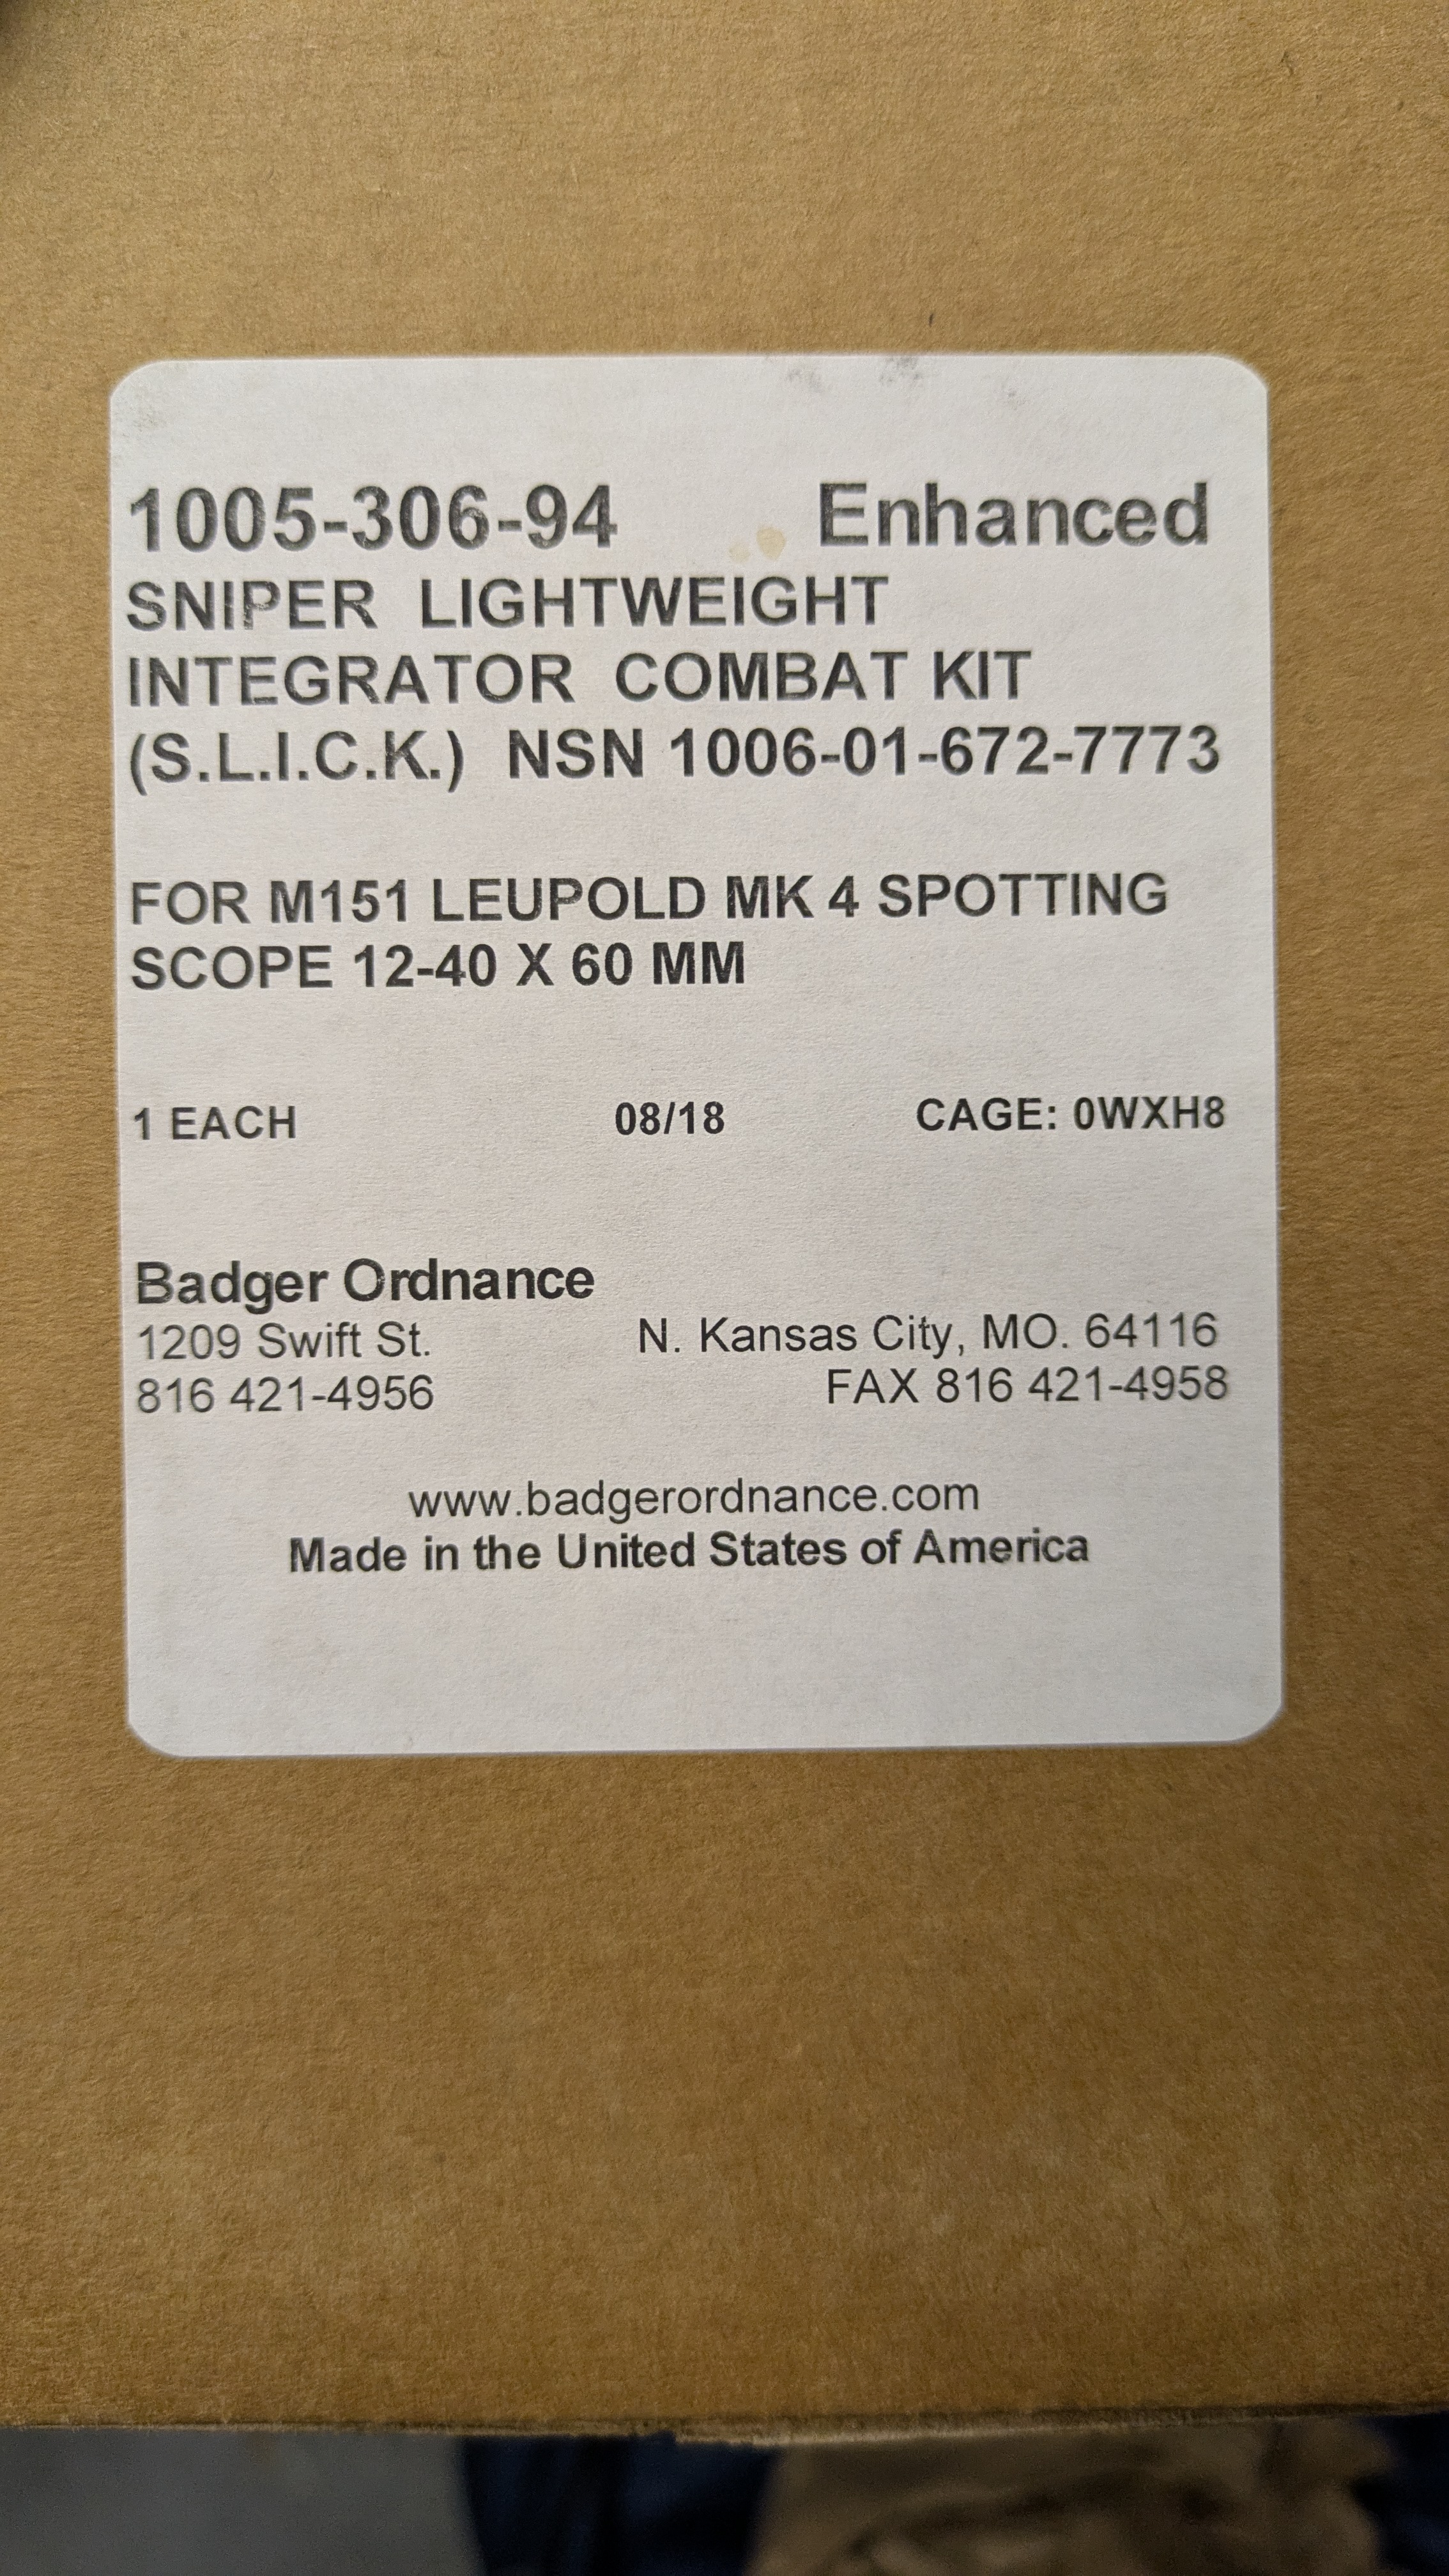 1005-306-94 Enhanced
SNIPER LIGHTWEIGHT
INTEGRATOR COMBAT KIT
(S.L.I.C.K.) NSN 1006-01-672-7773
FOR M151 LEUPOLD MK 4 SPOTTING
SCOPE 12-40 X 60 MM
1 EACH 08/18 CAGE: 0WXH8
Badger Ordnance
1209 Swift St. N. Kansas City, MO. 64116
816 421-4956 FAX 816 421-4958
www.badgerordnance.com
Made in the United States of America